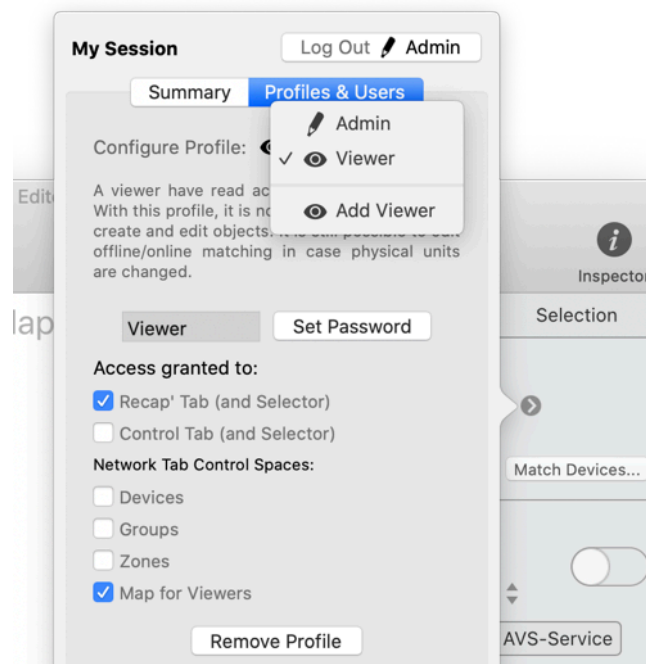 My Session
Log Out Admin
Summary
Profiles & Users
Admin
Configure Profile:
Viewer
A viewer have read ac
With this profile, it is no
Add Viewer
create and edit objects.
offline/online matching in case physical units
are changed.
Viewer
Set Password
Access granted to:
Recap' Tab (and Selector)
Control Tab (and Selector)
Network Tab Control Spaces:
Devices
Groups
Zones
Map for Viewers
Remove Profile
Edit
Inspector
lap
Selection
Match Devices...
AVS-Service